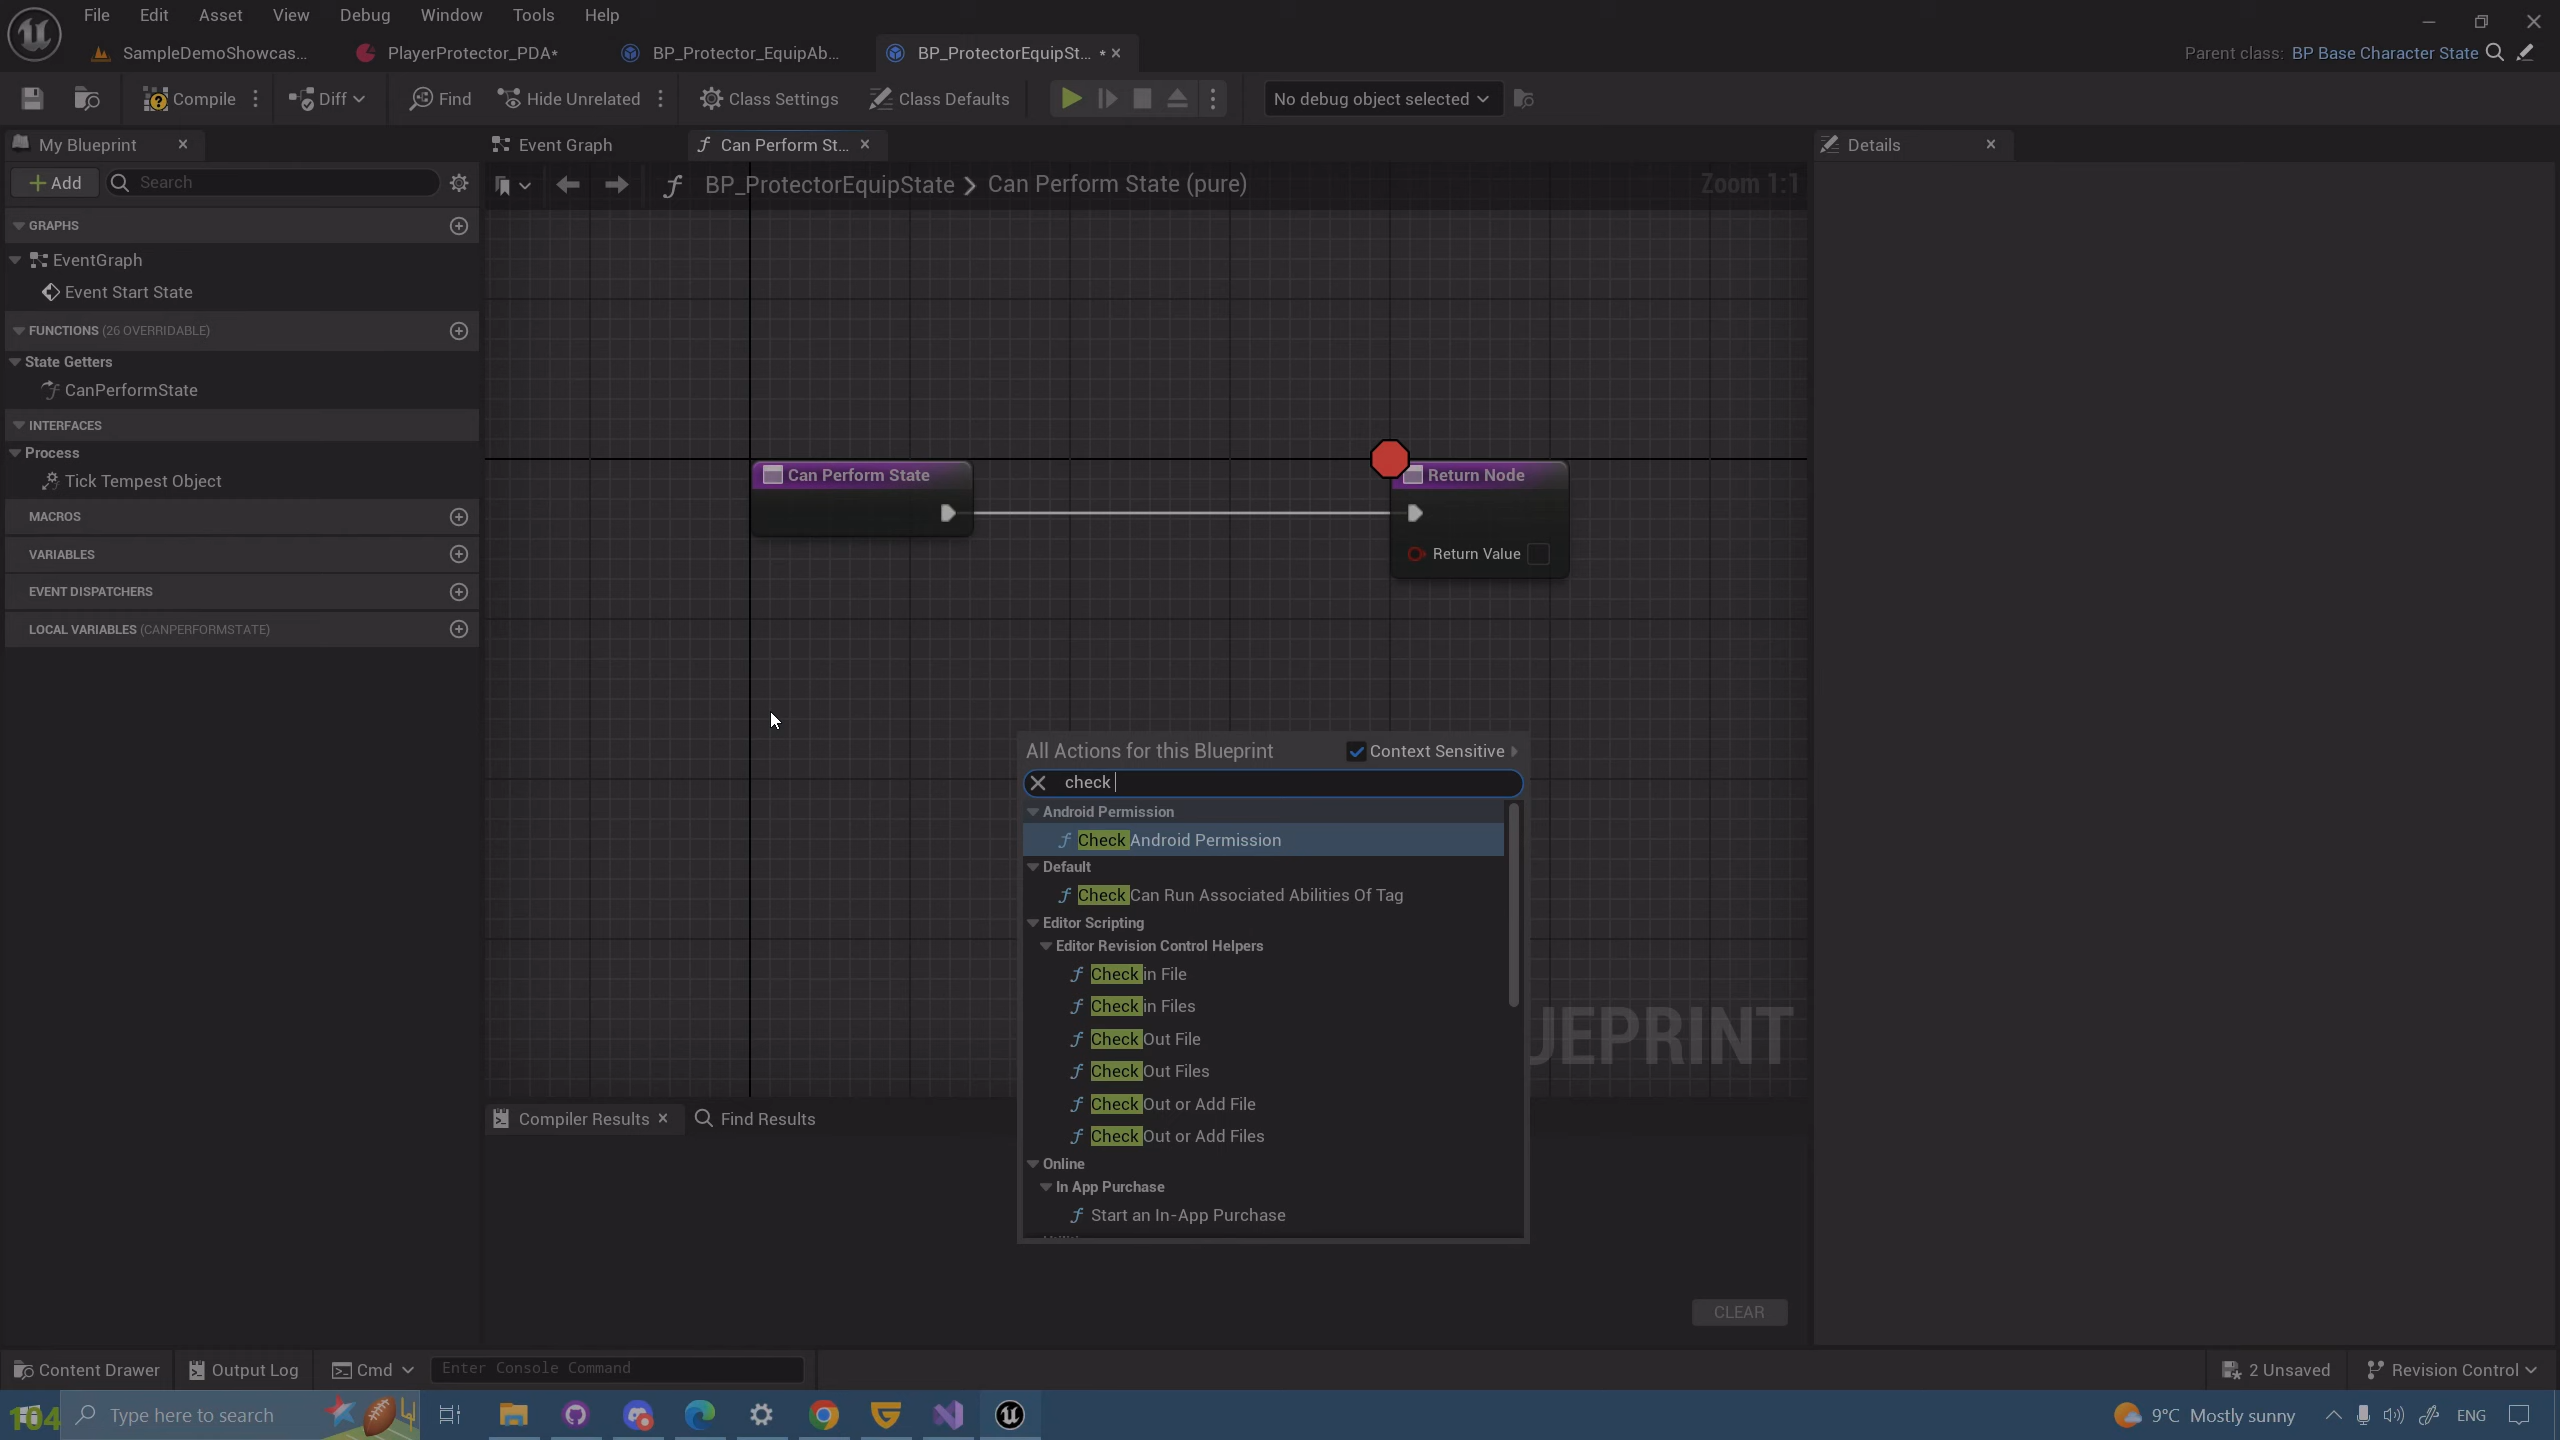 File Edit Asset View Debug Window Tools Help
SampleDemoShowcas... PlayerProtector_PDA* BP_Protector_EquipAb... BP_ProtectorEquipSt... *
Parent class: BP Base Character State
Compile Diff Find Hide Unrelated Class Settings Class Defaults No debug object selected
My Blueprint Event Graph Can Perform St... Details
Add Search
BP_ProtectorEquipState Can Perform State (pure) Zoom 1:1
GRAPHS
EventGraph
Event Start State
FUNCTIONS (26 OVERRIDABLE)
State Getters
CanPerformState
INTERFACES
Process
Tick Tempest Object
MACROS
VARIABLES
EVENT DISPATCHERS
LOCAL VARIABLES (CANPERFORMSTATE)
Can Perform State
Return Node
Return Value
All Actions for this Blueprint Context Sensitive
check
Android Permission
Check Android Permission
Default
Check Can Run Associated Abilities Of Tag
Editor Scripting
Editor Revision Control Helpers
Check in File
Check in Files
Check Out File
Check Out Files
Check Out or Add File
Check Out or Add Files
Online
In App Purchase
Start an In-App Purchase
UEPRINT
Compiler Results Find Results
CLEAR
Content Drawer Output Log Cmd Enter Console Command 2 Unsaved Revision Control
104 Type here to search 9°C Mostly sunny ENG